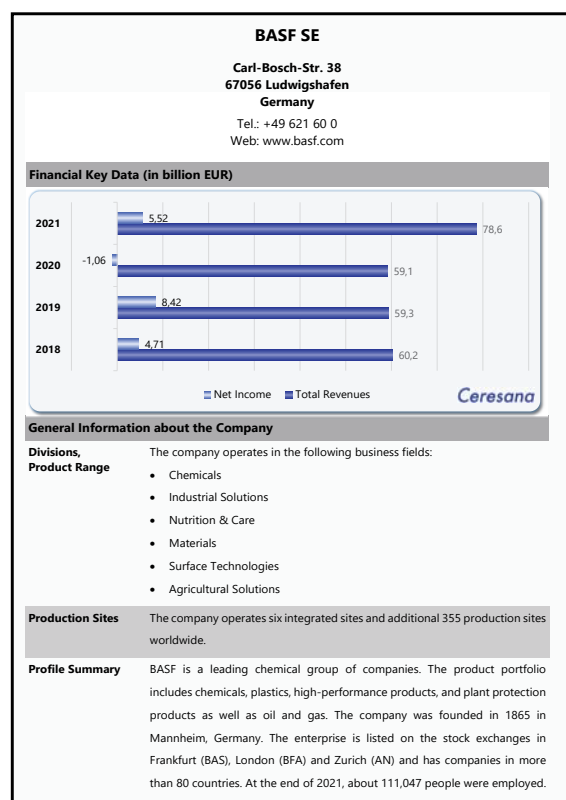 BASF SE
Carl-Bosch-Str. 38
67056 Ludwigshafen
Germany
Tel.: +49 621 60 0
Web: www.basf.com
Financial Key Data (in billion EUR)
2021
5,52
78,6
2020
-1,06
59,1
2019
8,42
59,3
2018
4,71
60,2
Net Income Total Revenues
Ceresana
General Information about the Company
Divisions, The company operates in the following business fields:
Product Range
• Chemicals
• Industrial Solutions
• Nutrition & Care
• Materials
• Surface Technologies
• Agricultural Solutions
Production Sites The company operates six integrated sites and additional 355 production sites
worldwide.
Profile Summary BASF is a leading chemical group of companies. The product portfolio
includes chemicals, plastics, high-performance products, and plant protection
products as well as oil and gas. The company was founded in 1865 in
Mannheim, Germany. The enterprise is listed on the stock exchanges in
Frankfurt (BAS), London (BFA) and Zurich (AN) and has companies in more
than 80 countries. At the end of 2021, about 111,047 people were employed.